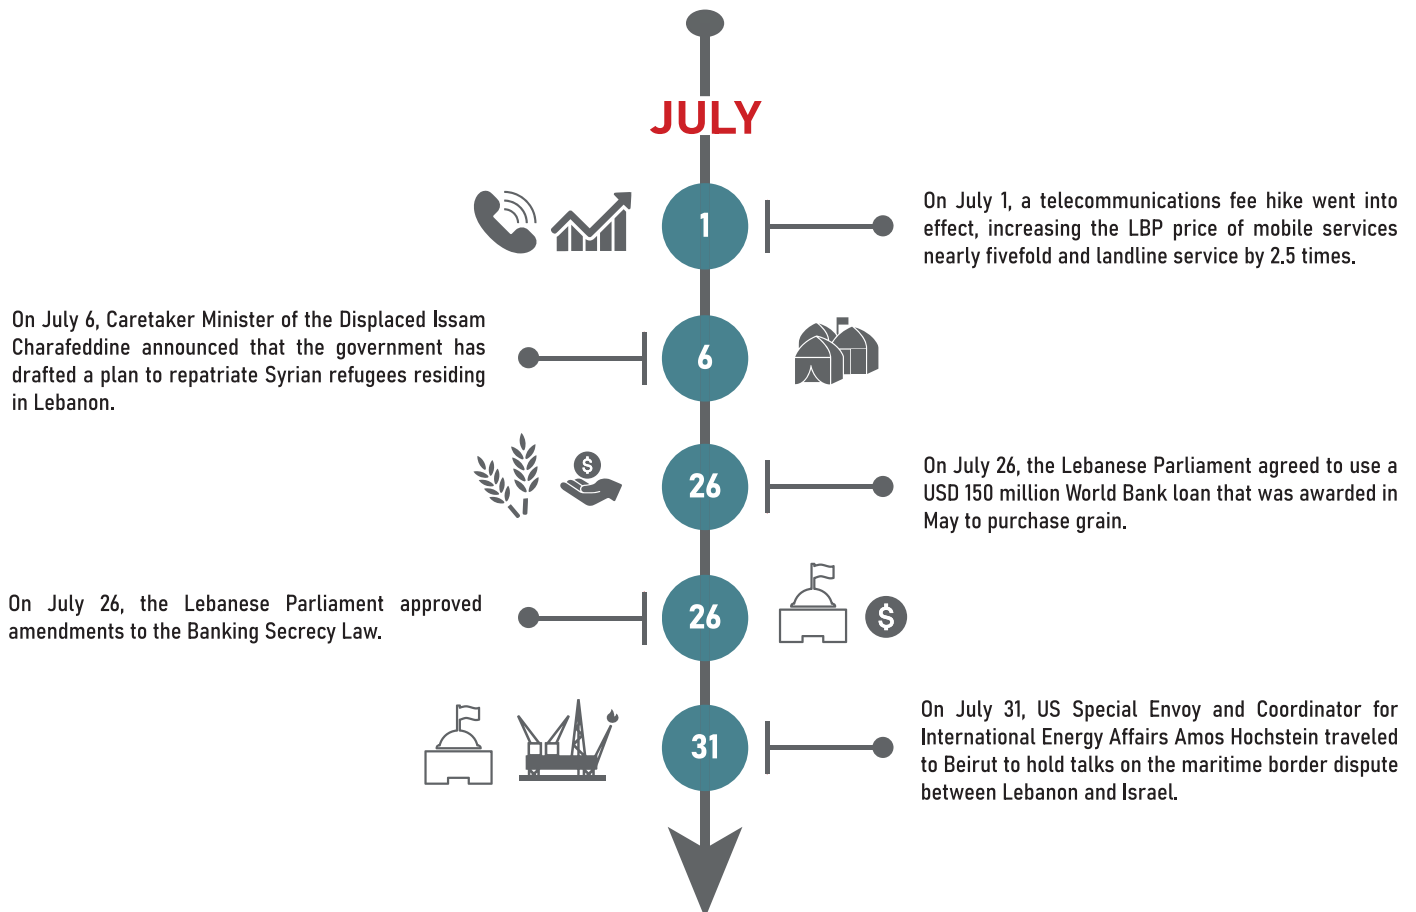 JULY
1
On July 1, a telecommunications fee hike went into
effect, increasing the LBP price of mobile services
nearly fivefold and landline service by 2.5 times.
On July 6, Caretaker Minister of the Displaced Issam
Charafeddine announced that the government has
drafted a plan to repatriate Syrian refugees residing
in Lebanon.
6
$
26
On July 26, the Lebanese Parliament agreed to use a
USD 150 million World Bank loan that was awarded in
May to purchase grain.
On July 26, the Lebanese Parliament approved
amendments to the Banking Secrecy Law.
26
$
31
On July 31, US Special Envoy and Coordinator for
International Energy Affairs Amos Hochstein traveled
to Beirut to hold talks on the maritime border dispute
between Lebanon and Israel.